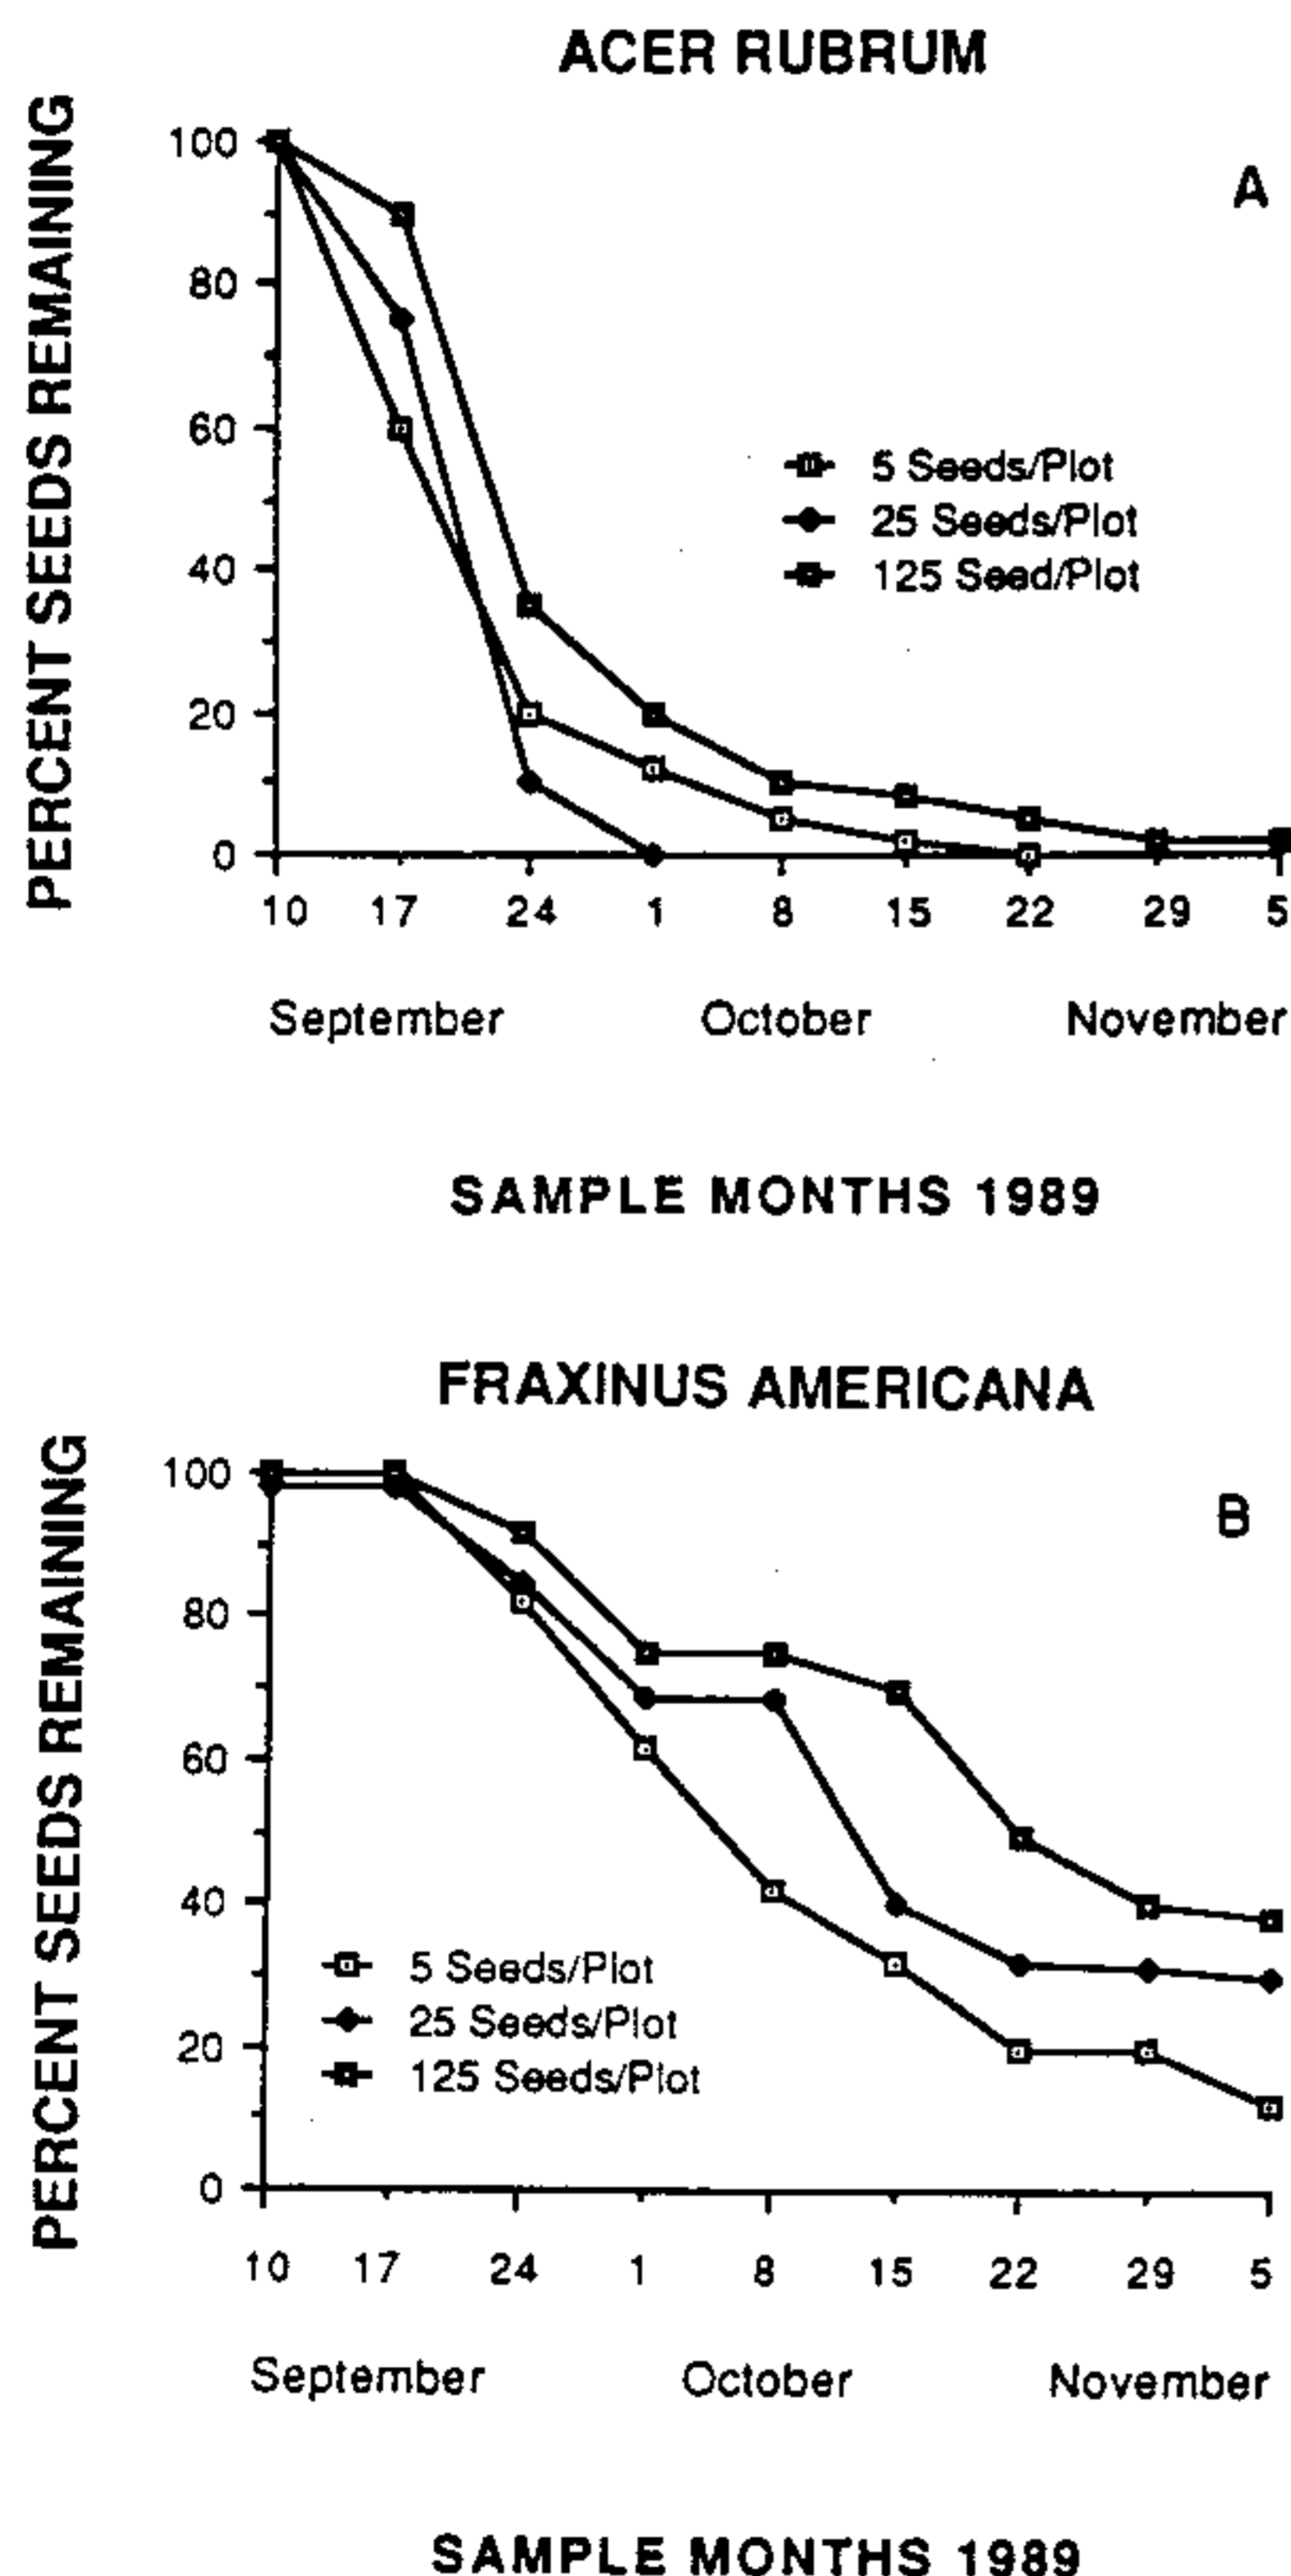 ACER RUBRUM
A
PERCENT SEEDS REMAINING
100
80
60
40
20
0
5 Seeds/Plot
25 Seeds/Plot
125 Seed/Plot
10 17 24 1 8 15 22 29 5
September October November
SAMPLE MONTHS 1989
FRAXINUS AMERICANA
B
PERCENT SEEDS REMAINING
100
80
60
40
20
0
5 Seeds/Plot
25 Seeds/Plot
125 Seeds/Plot
10 17 24 1 8 15 22 29 5
September October November
SAMPLE MONTHS 1989